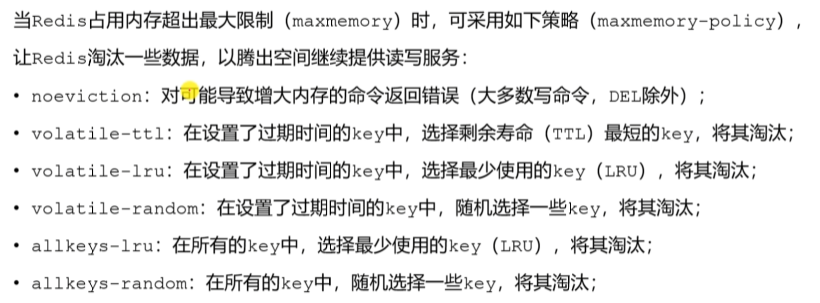 当Redis占用内存超出最大限制（maxmemory）时，可采用如下策略（maxmemory-policy），
让Redis淘汰一些数据，以腾出空间继续提供读写服务：
• noeviction：对可能导致增大内存的命令返回错误（大多数写命令，DEL除外）；
• volatile-ttl：在设置了过期时间的key中，选择剩余寿命（TTL）最短的key，将其淘汰；
• volatile-lru：在设置了过期时间的key中，选择最少使用的key（LRU），将其淘汰；
• volatile-random：在设置了过期时间的key中，随机选择一些key，将其淘汰；
• allkeys-lru：在所有的key中，选择最少使用的key（LRU），将其淘汰；
• allkeys-random：在所有的key中，随机选择一些key，将其淘汰；